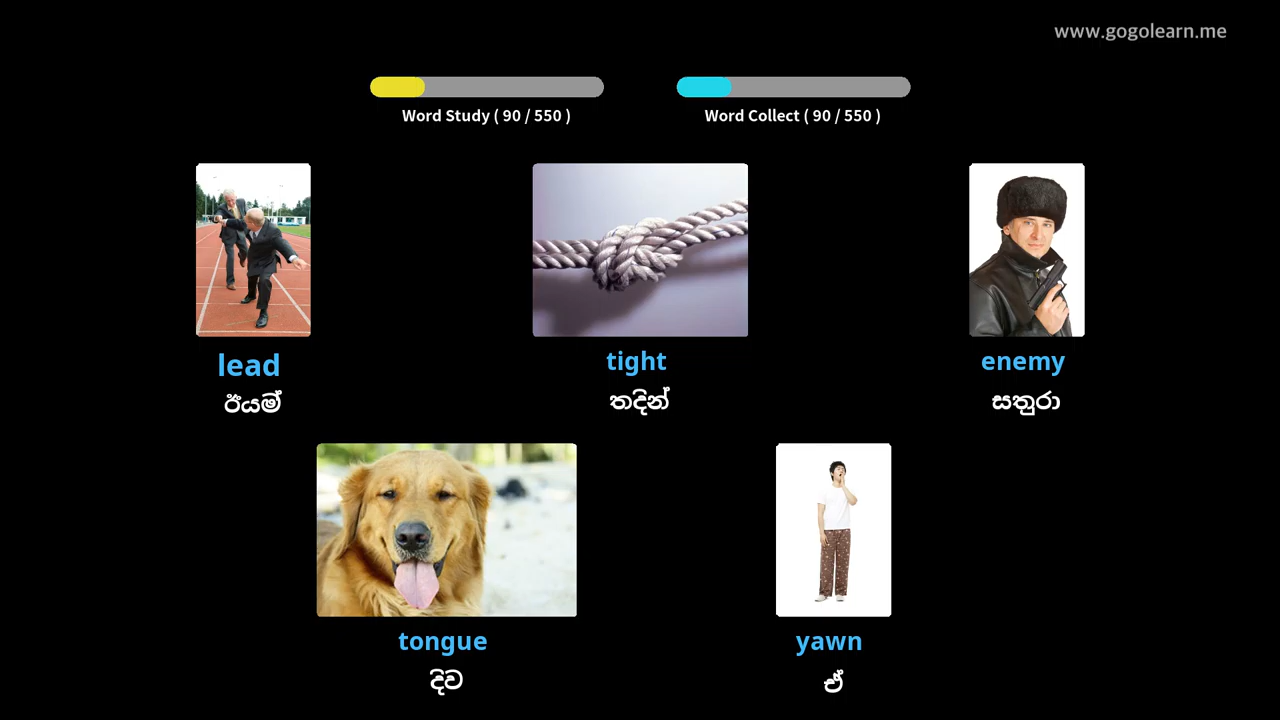 www.gogolearn.me
Word Study ( 90 / 550 )
Word Collect ( 90 / 550 )
lead
ඊයම්
tight
තදින්
enemy
සතුරා
tongue
දිව
yawn
ඒ